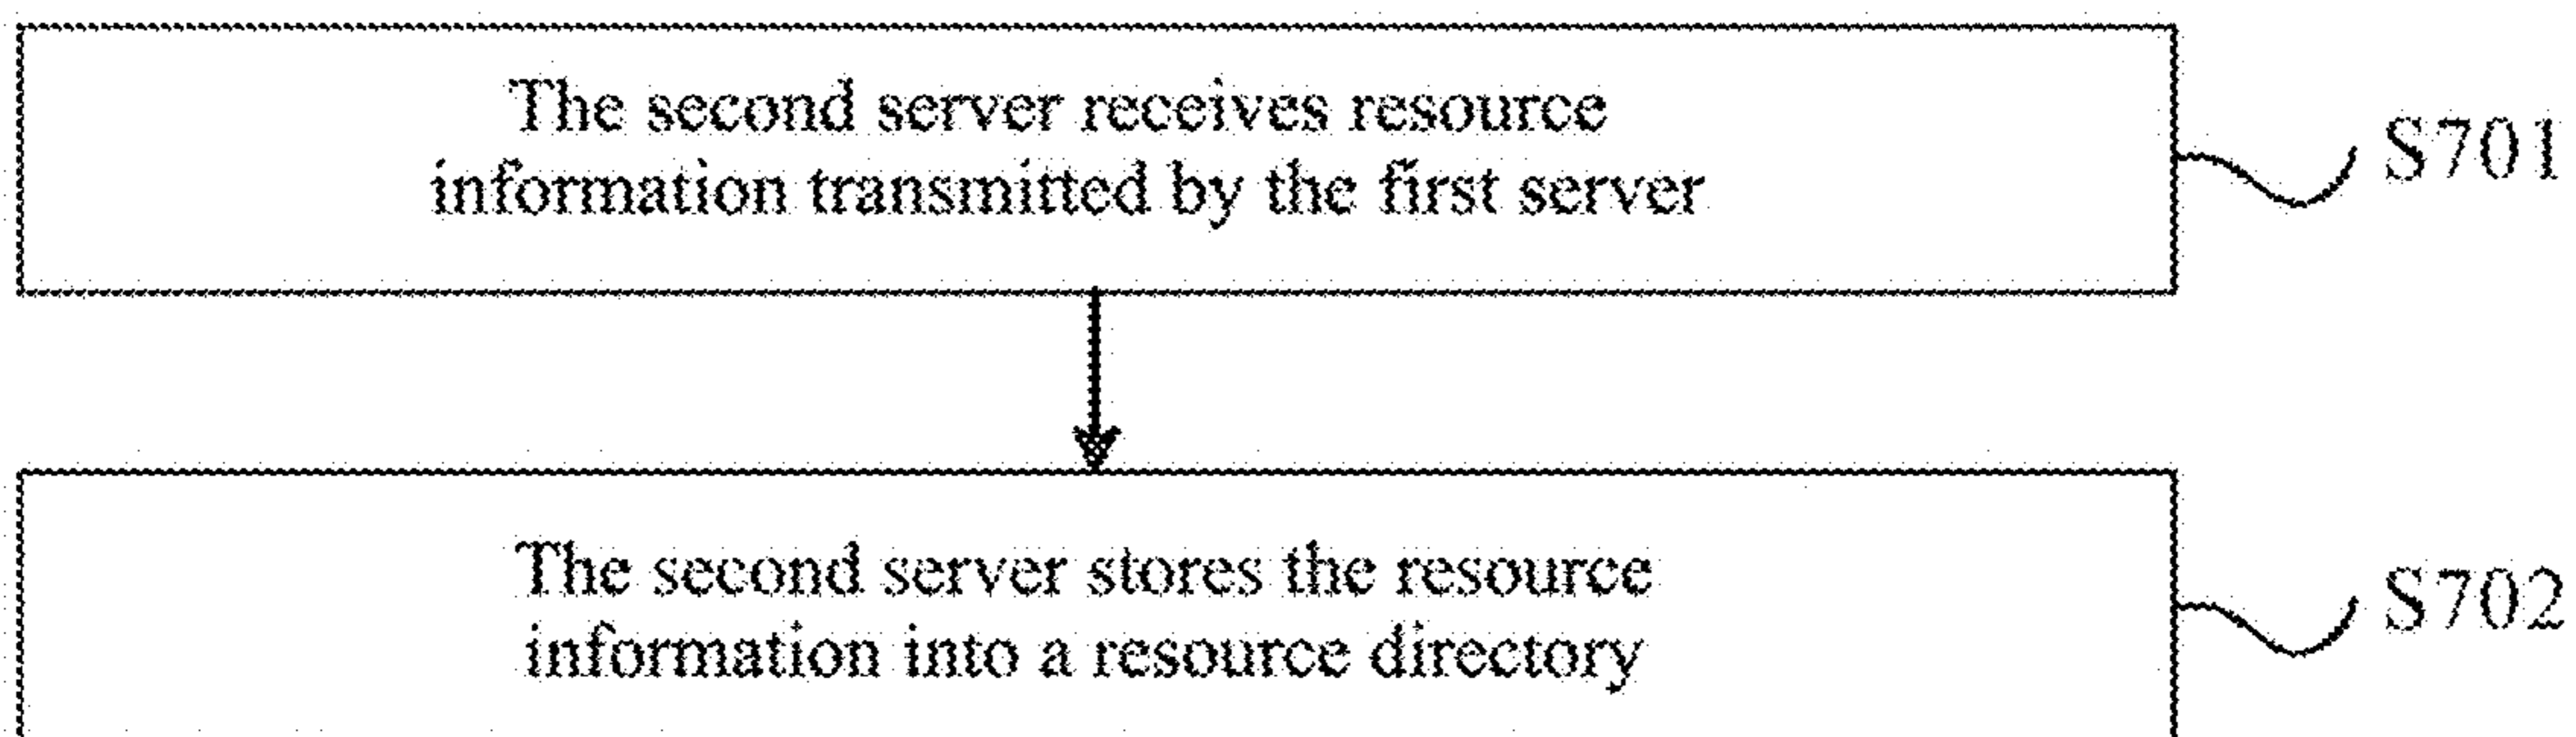 The second server receives resource
information transmitted by the first server
S701
The second server stores the resource
information into a resource directory
S702